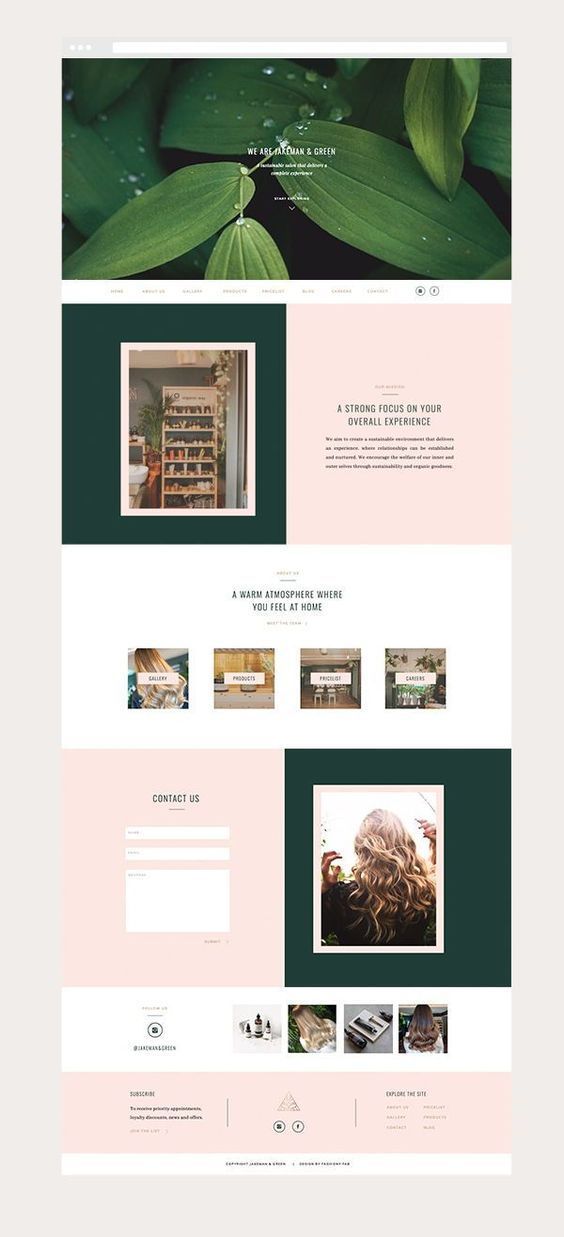 WE ARE JAKEMAN & GREEN
A sustainable salon that delivers a
complete experience
START EXPLORING
HOME ABOUT US GALLERY PRODUCTS PRICELIST BLOG CAREERS CONTACT
organic way
OUR MISSION
A STRONG FOCUS ON YOUR
OVERALL EXPERIENCE
We aim to create a sustainable environment that delivers
an experience, where relationships can be established
and nurtured. We encourage the welfare of our inner and
outer selves through sustainability and organic goodness.
ABOUT US
A WARM ATMOSPHERE WHERE
YOU FEEL AT HOME
MEET THE TEAM
GALLERY PRODUCTS PRICELIST CAREERS
CONTACT US
NAME
EMAIL
MESSAGE
SUBMIT
FOLLOW US
@JAKEMAN&GREEN
SUBSCRIBE
To receive priority appointments,
loyalty discounts, news and offers.
JOIN THE LIST
EXPLORE THE SITE
ABOUT US PRICELIST
GALLERY PRODUCTS
CONTACT BLOG
COPYRIGHT JAKEMAN & GREEN | DESIGN BY FASHIONY FAB